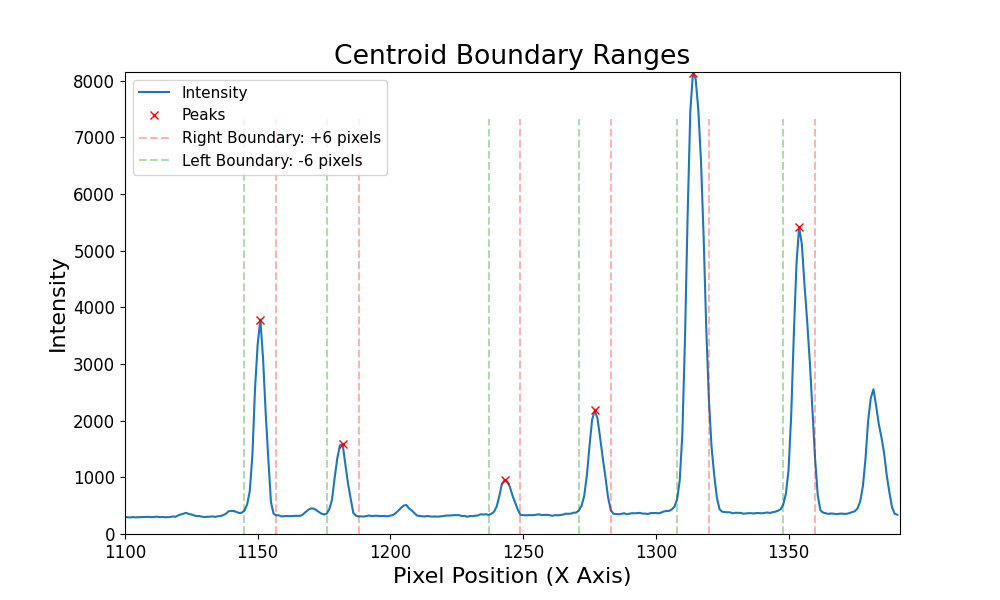 Centroid Boundary Ranges
Intensity
Peaks
Right Boundary: +6 pixels
Left Boundary: -6 pixels
8000
7000
6000
5000
4000
3000
2000
1000
0
Intensity
1100 1150 1200 1250 1300 1350
Pixel Position (X Axis)